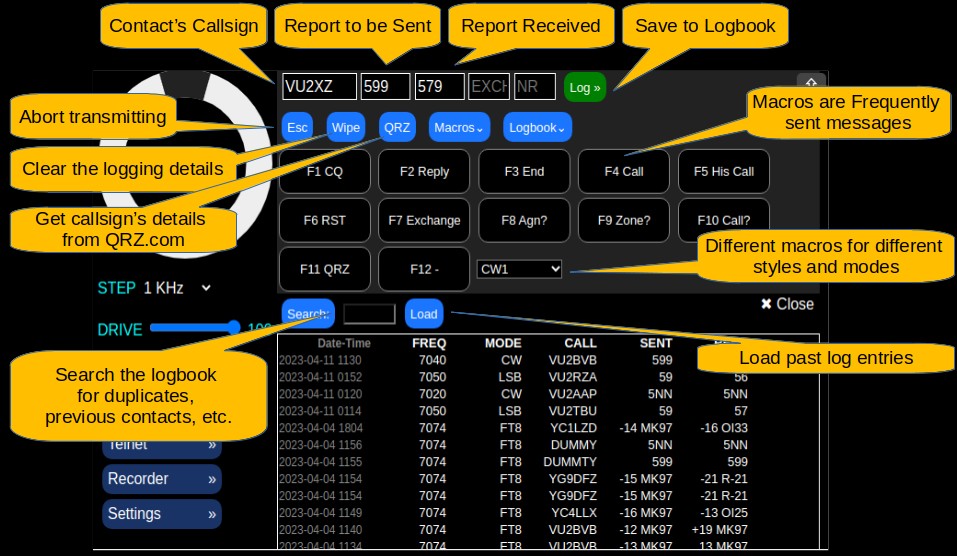 Contact's Callsign
Report to be Sent
Report Received
Save to Logbook
VU2XZ 599 579 EXCH NR Log »
Abort transmitting
Macros are Frequently
sent messages
Esc Wipe QRZ Macros Logbook
Clear the logging details
F1 CQ F2 Reply F3 End F4 Call F5 His Call
Get callsign's details
from QRZ.com
F6 RST F7 Exchange F8 Agn? F9 Zone? F10 Call?
Different macros for different
styles and modes
F11 QRZ F12 - CW1
STEP 1 KHz
✖ Close
Search: Load
DRIVE 100
Load past log entries
Search the logbook
for duplicates,
previous contacts, etc.
Date-Time FREQ MODE CALL SENT
2023-04-11 1130 7040 CW VU2BVB 599
2023-04-11 0152 7050 LSB VU2RZA 59 56
2023-04-11 0120 7020 CW VU2AAP 5NN 5NN
2023-04-11 0114 7050 LSB VU2TBU 59 57
2023-04-04 1804 7074 FT8 YC1LZD -14 MK97 -16 OI33
2023-04-04 1156 7074 FT8 DUMMY 5NN 5NN
2023-04-04 1155 7074 FT8 DUMMTY 599 599
2023-04-04 1154 7074 FT8 YG9DFZ -15 MK97 -21 R-21
2023-04-04 1154 7074 FT8 YG9DFZ -15 MK97 -21 R-21
2023-04-04 1149 7074 FT8 YC4LLX -16 MK97 -13 OI25
2023-04-04 1140 7074 FT8 VU2BVB -12 MK97 +19 MK97
2023-04-04 1134 7074 FT8 VU2BVB -13 MK97 13 MK97
Telnet »
Recorder »
Settings »